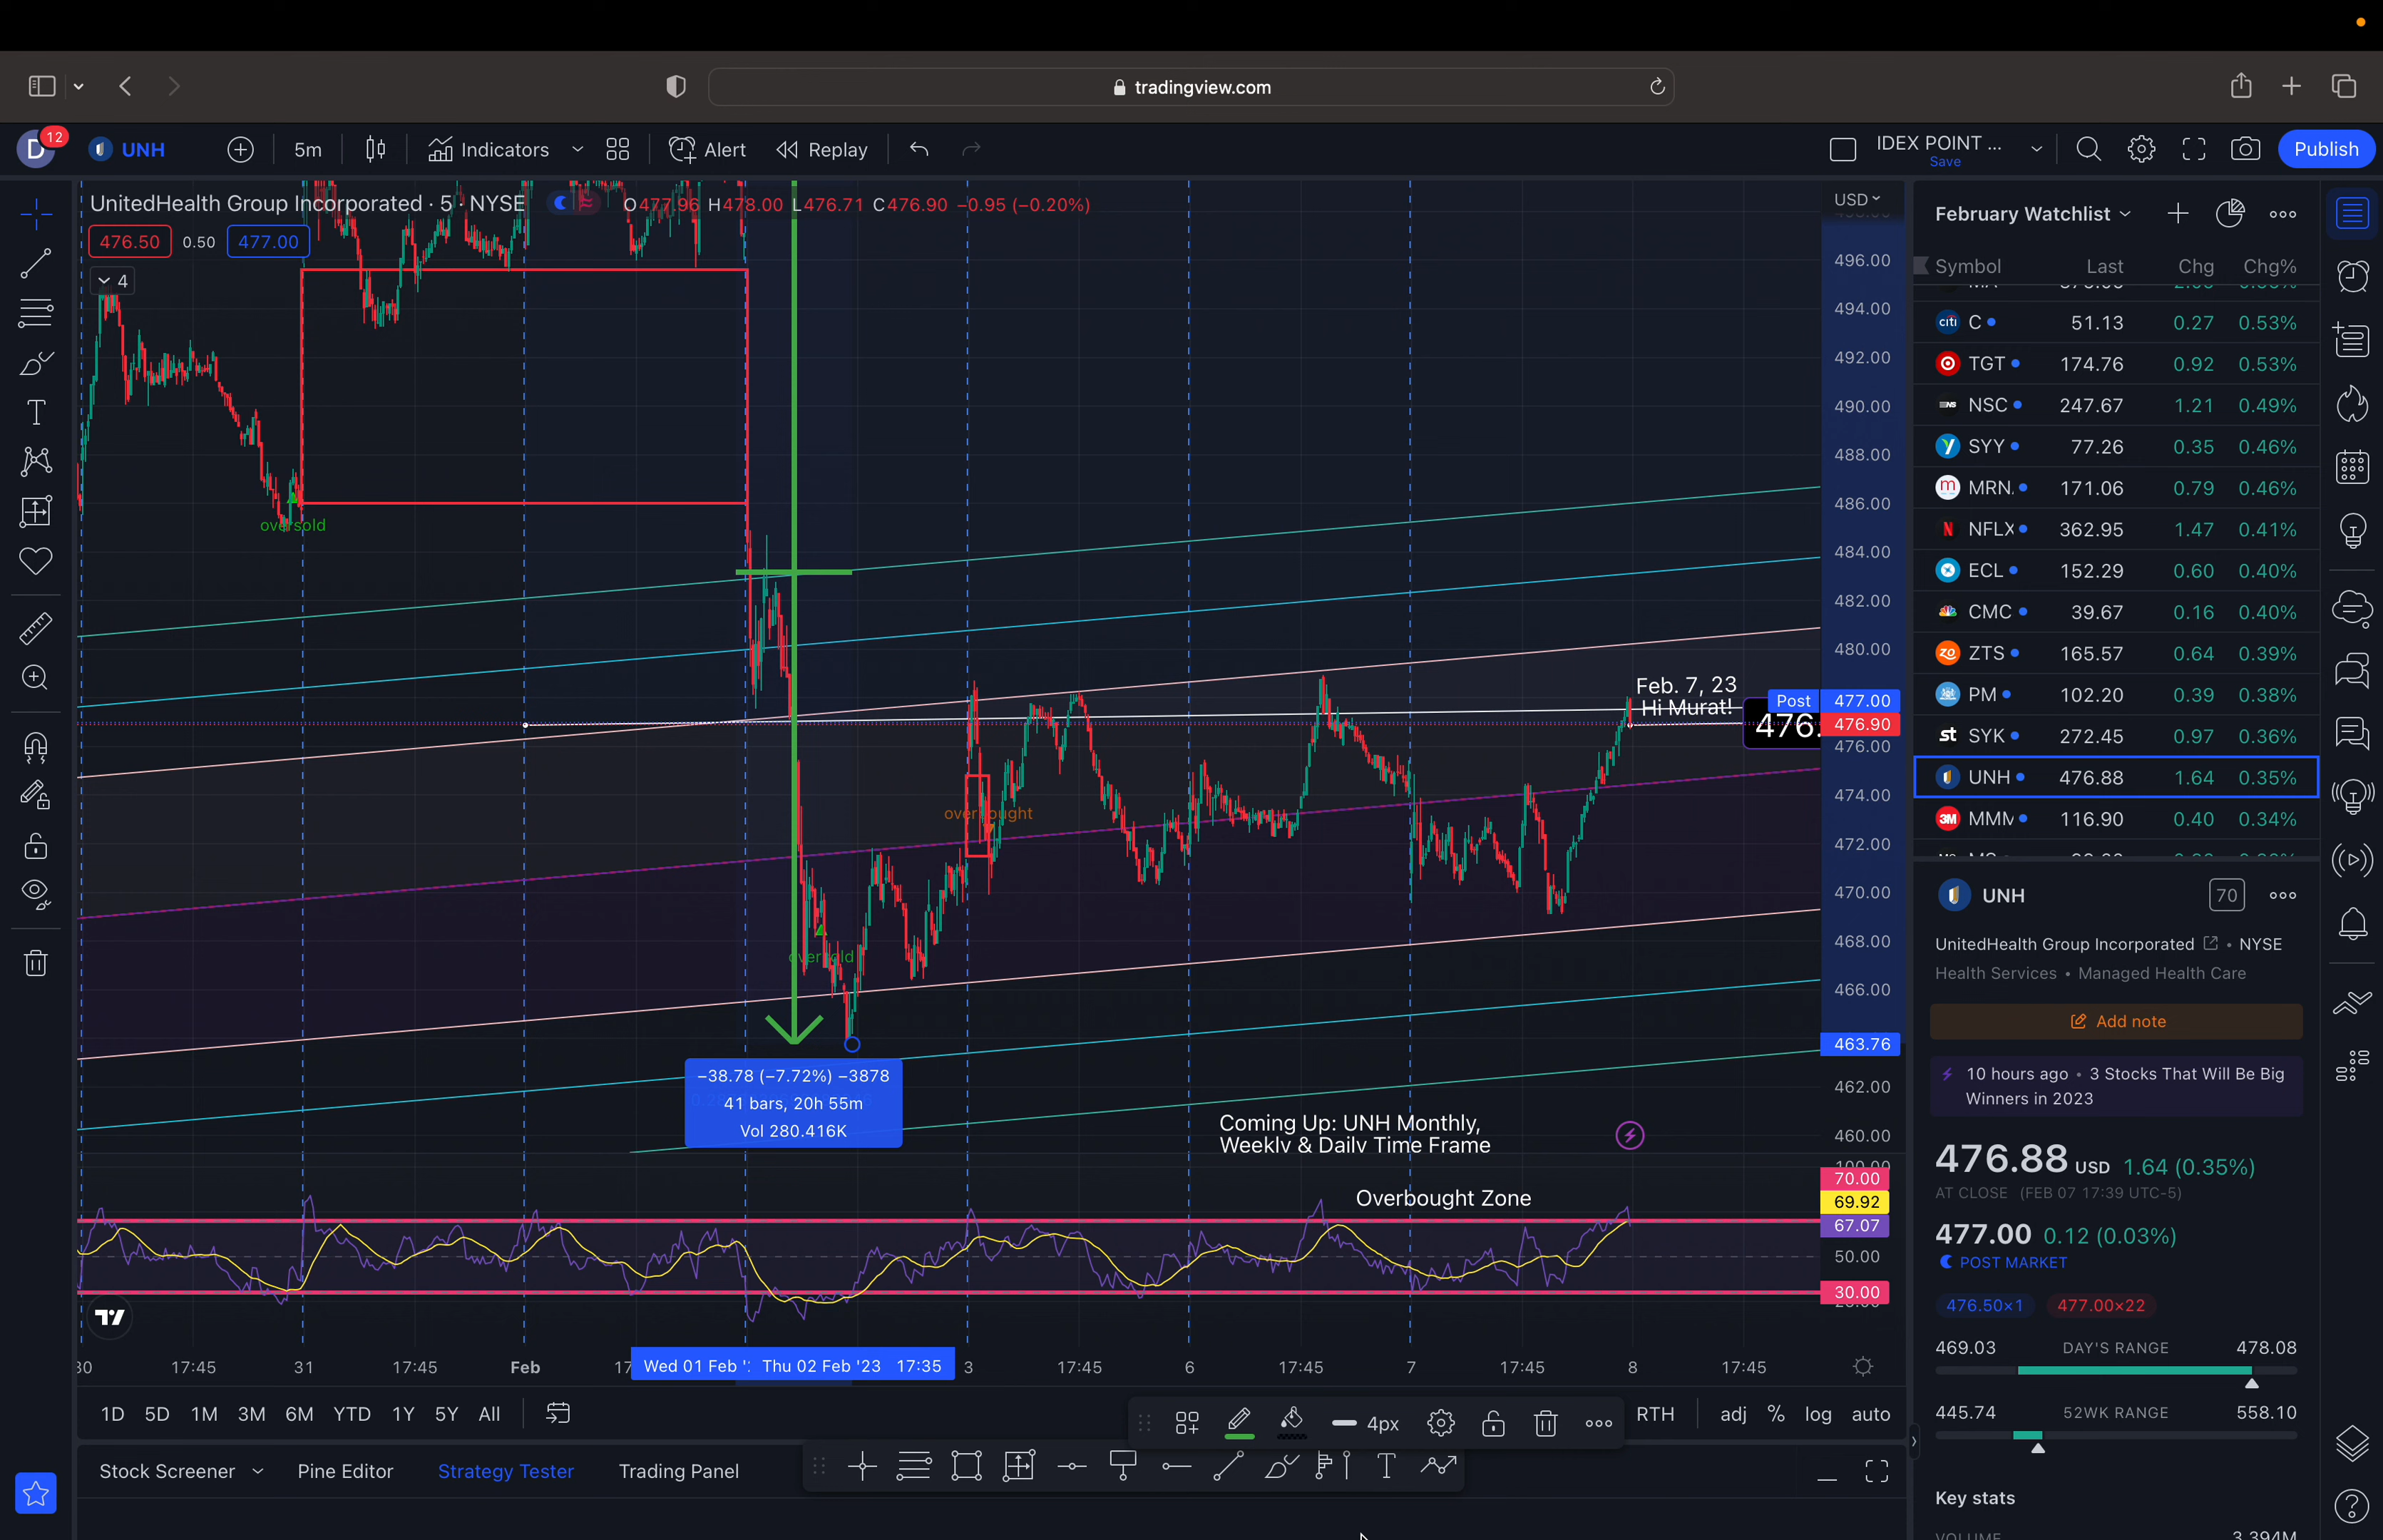 tradingview.com
D 12 UNH 5m Indicators Alert Replay IDEX POINT ... Save Publish
UnitedHealth Group Incorporated · 5 · NYSE O477.96 H478.00 L476.71 C476.90 −0.95 (−0.20%)
476.50 0.50 477.00
4
USD
496.00
494.00
492.00
490.00
488.00
486.00
484.00
482.00
480.00
Post 477.00
476.90
476.00
474.00
472.00
470.00
468.00
466.00
463.76
462.00
460.00
100.00
70.00
69.92
67.07
50.00
30.00
oversold
overbought
oversold
Feb. 7, 23
Hi Murat!
476.
−38.78 (−7.72%) −3878
41 bars, 20h 55m
Vol 280.416K
Coming Up: UNH Monthly,
Weekly & Daily Time Frame
Overbought Zone
17:45 31 17:45 Feb Wed 01 Feb Thu 02 Feb '23 17:35 3 17:45 6 17:45 7 17:45 8 17:45
1D 5D 1M 3M 6M YTD 1Y 5Y All 4px RTH adj % log auto
Stock Screener Pine Editor Strategy Tester Trading Panel
February Watchlist
Symbol Last Chg Chg%
citi C 51.13 0.27 0.53%
TGT 174.76 0.92 0.53%
NSC 247.67 1.21 0.49%
SYY 77.26 0.35 0.46%
MRN 171.06 0.79 0.46%
NFLX 362.95 1.47 0.41%
ECL 152.29 0.60 0.40%
CMC 39.67 0.16 0.40%
ZTS 165.57 0.64 0.39%
PM 102.20 0.39 0.38%
st SYK 272.45 0.97 0.36%
UNH 476.88 1.64 0.35%
3M MMM 116.90 0.40 0.34%
UNH 70
UnitedHealth Group Incorporated • NYSE
Health Services • Managed Health Care
Add note
10 hours ago • 3 Stocks That Will Be Big
Winners in 2023
476.88 USD 1.64 (0.35%)
AT CLOSE (FEB 07 17:39 UTC-5)
477.00 0.12 (0.03%)
POST MARKET
476.50×1 477.00×22
469.03 DAY'S RANGE 478.08
445.74 52WK RANGE 558.10
Key stats
VOLUME 3.394M